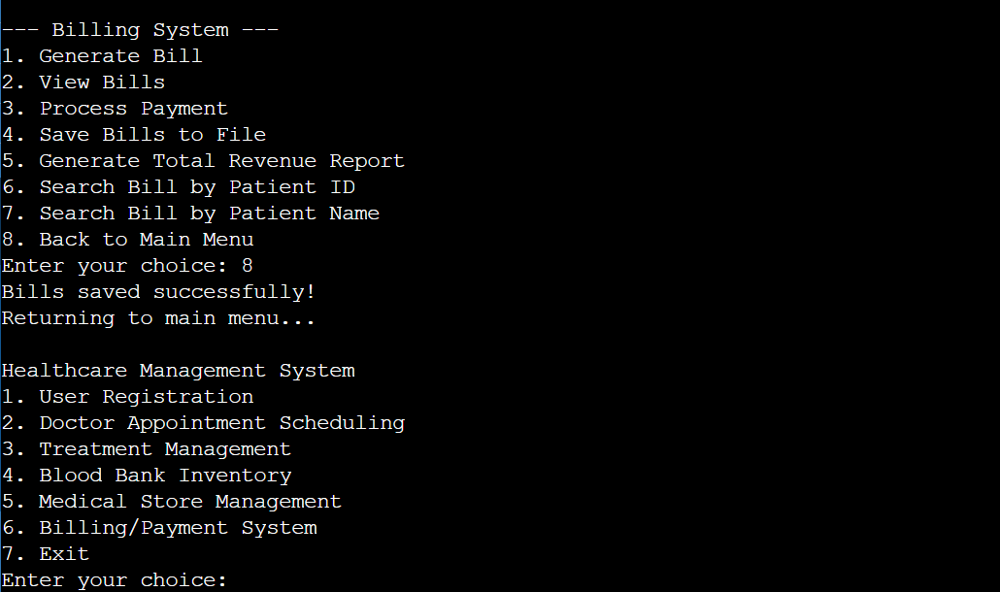 --- Billing System ---
1. Generate Bill
2. View Bills
3. Process Payment
4. Save Bills to File
5. Generate Total Revenue Report
6. Search Bill by Patient ID
7. Search Bill by Patient Name
8. Back to Main Menu
Enter your choice: 8
Bills saved successfully!
Returning to main menu...

Healthcare Management System
1. User Registration
2. Doctor Appointment Scheduling
3. Treatment Management
4. Blood Bank Inventory
5. Medical Store Management
6. Billing/Payment System
7. Exit
Enter your choice: